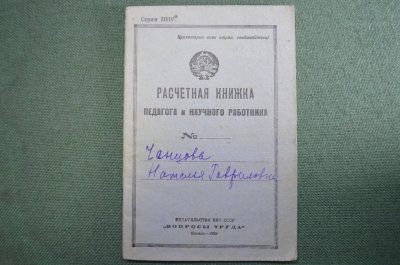 Серия ППР
Пролетарии всех стран, соединяйтесь!
РАСЧЕТНАЯ КНИЖКА
ПЕДАГОГА и НАУЧНОГО РАБОТНИКА
№
Чанцова
Наталья Гавриловна
ИЗДАТЕЛЬСТВО НКТ СССР
„ВОПРОСЫ ТРУДА“
Москва